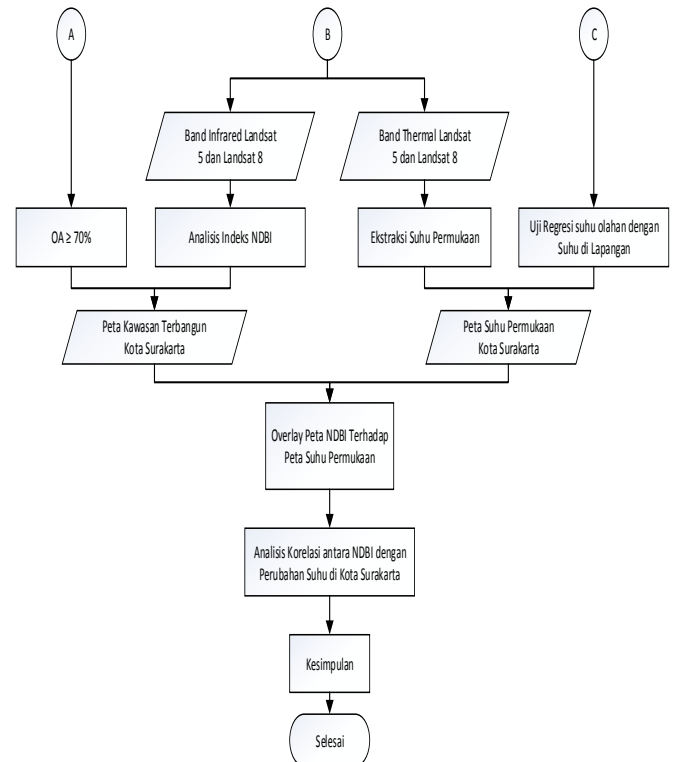 A
B
C
Band Infrared Landsat
5 dan Landsat 8
Band Thermal Landsat
5 dan Landsat 8
OA ≥ 70%
Analisis Indeks NDBI
Ekstraksi Suhu Permukaan
Uji Regresi suhu olahan dengan
Suhu di Lapangan
Peta Kawasan Terbangun
Kota Surakarta
Peta Suhu Permukaan
Kota Surakarta
Overlay Peta NDBI Terhadap
Peta Suhu Permukaan
Analisis Korelasi antara NDBI dengan
Perubahan Suhu di Kota Surakarta
Kesimpulan
Selesai